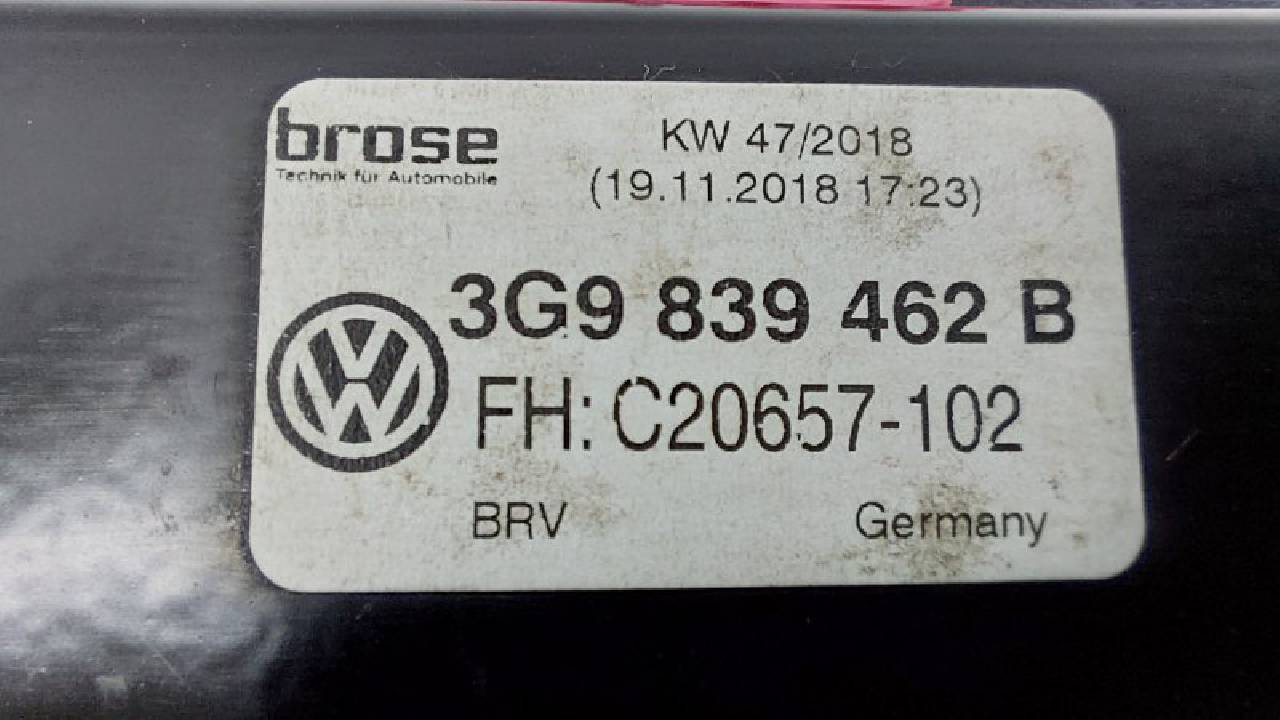 brose
Technik für Automobile
KW 47/2018
(19.11.2018 17:23)
3G9 839 462 B
FH: C20657-102
BRV Germany